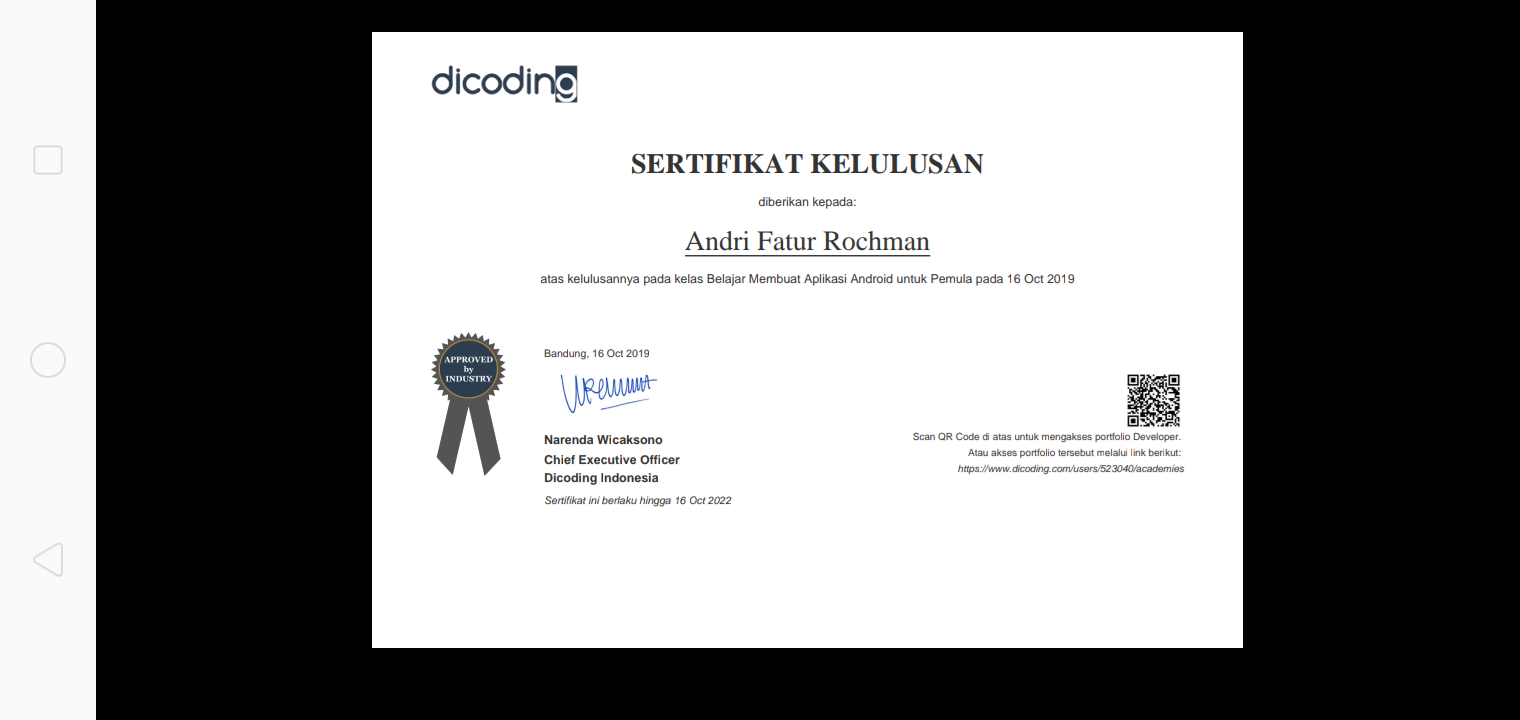 dicoding
SERTIFIKAT KELULUSAN
diberikan kepada:
Andri Fatur Rochman
atas kelulusannya pada kelas Belajar Membuat Aplikasi Android untuk Pemula pada 16 Oct 2019
APPROVED
by
INDUSTRY
Bandung, 16 Oct 2019
Narenda Wicaksono
Chief Executive Officer
Dicoding Indonesia
Sertifikat ini berlaku hingga 16 Oct 2022
Scan QR Code di atas untuk mengakses portfolio Developer.
Atau akses portfolio tersebut melalui link berikut:
https://www.dicoding.com/users/523040/academies